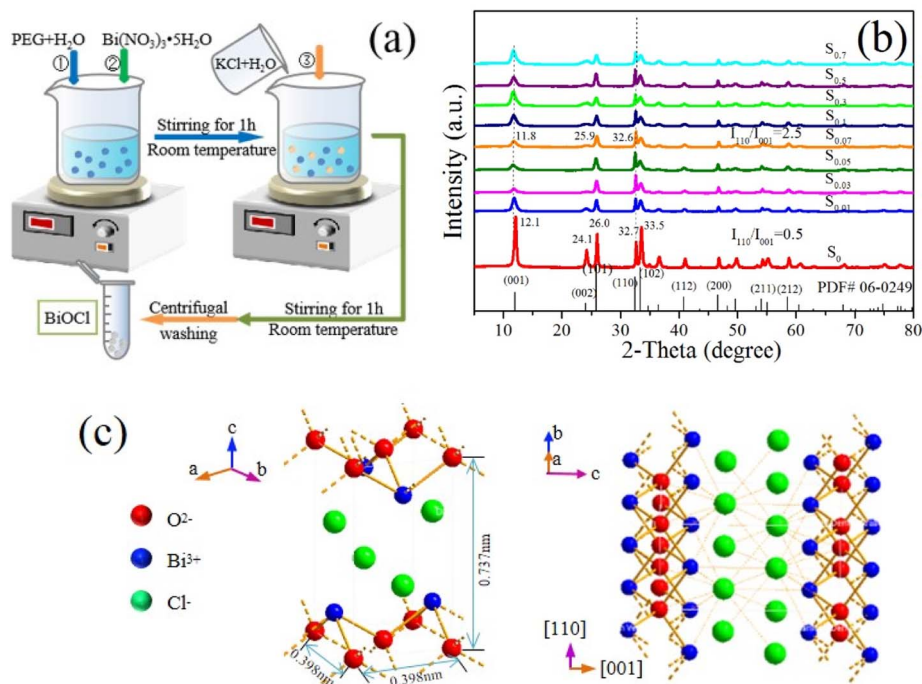 (a)
PEG+H₂O
Bi(NO₃)₃•5H₂O
①
②
KCl+H₂O
③
Stirring for 1h
Room temperature
BiOCl
Centrifugal
washing
Stirring for 1h
Room temperature
(b)
Intensity (a.u.)
S₀.₇
S₀.₅
S₀.₃
S₀.₁
11.8
25.9
32.6
I₁₁₀/I₀₀₁=2.5
S₀.₀₇
S₀.₀₅
S₀.₀₃
S₀.₀₁
12.1
24.1
26.0
32.7
33.5
I₁₁₀/I₀₀₁=0.5
S₀
(001)
(002)
(101)
(110)
(102)
(112)
(200)
(211)
(212)
PDF# 06-0249
10 20 30 40 50 60 70 80
2-Theta (degree)
(c)
c
a
b
O²⁻
Bi³⁺
Cl⁻
0.737nm
0.398nm
0.398nm
b
a
c
[110]
[001]